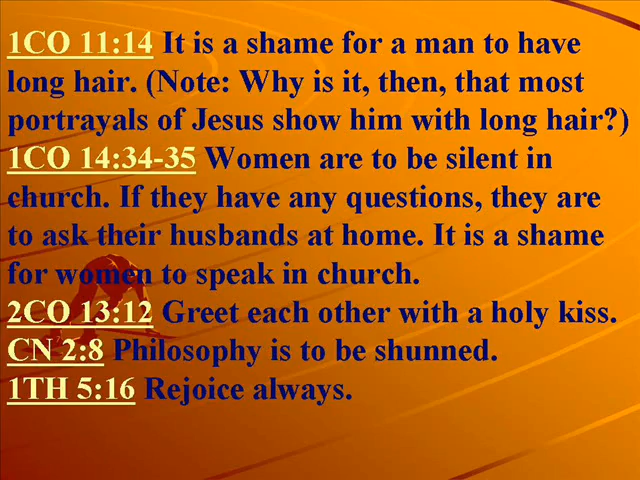 1CO 11:14 It is a shame for a man to have
long hair. (Note: Why is it, then, that most
portrayals of Jesus show him with long hair?)
1CO 14:34-35 Women are to be silent in
church. If they have any questions, they are
to ask their husbands at home. It is a shame
for women to speak in church.
2CO 13:12 Greet each other with a holy kiss.
CN 2:8 Philosophy is to be shunned.
1TH 5:16 Rejoice always.